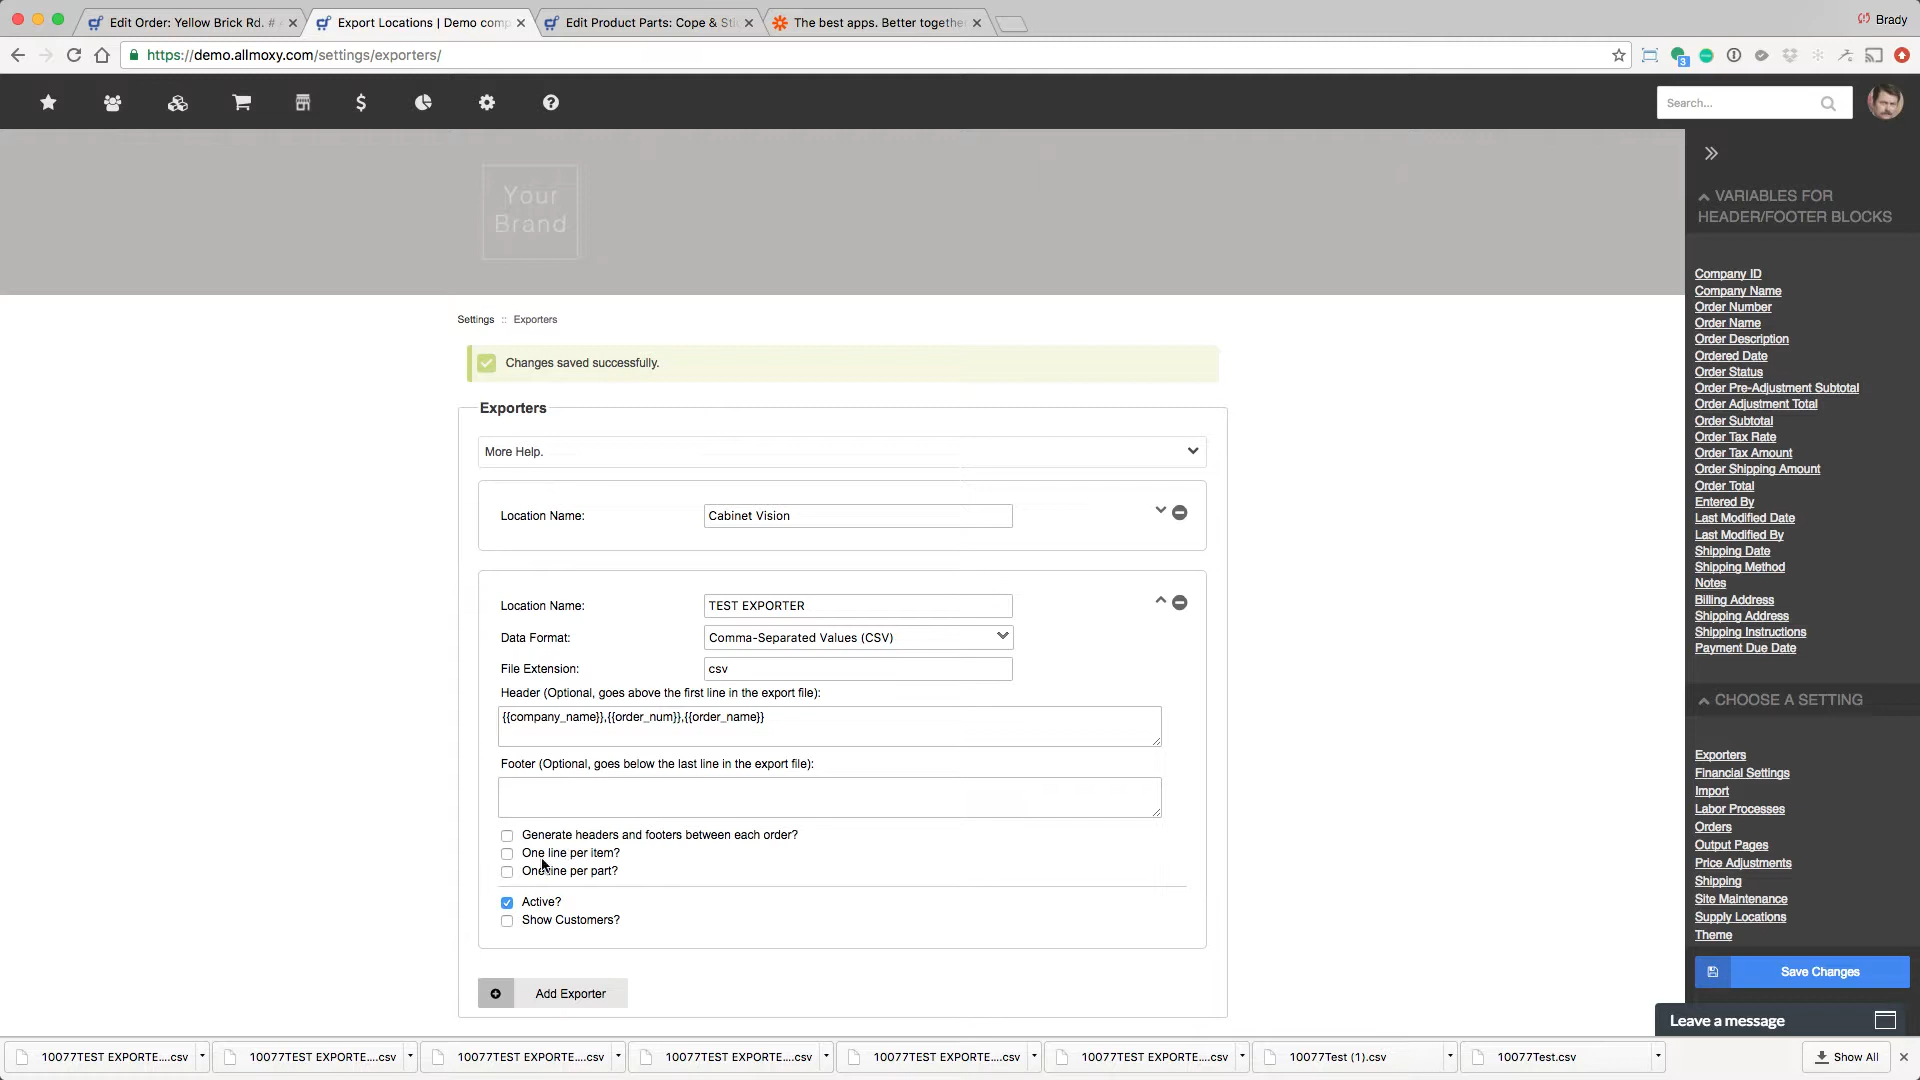 Edit Order: Yellow Brick Rd. #
Export Locations | Demo comp
Edit Product Parts: Cope & Sti
The best apps. Better togethe
Brady
https://demo.allmoxy.com/settings/exporters/
3
Search...
Your
Brand
Settings :: Exporters
Changes saved successfully.
Exporters
More Help.
Location Name:
Cabinet Vision
Location Name:
TEST EXPORTER
Data Format:
Comma-Separated Values (CSV)
File Extension:
csv
Header (Optional, goes above the first line in the export file):
{{company_name}},{{order_num}},{{order_name}}
Footer (Optional, goes below the last line in the export file):
Generate headers and footers between each order?
One line per item?
One line per part?
Active?
Show Customers?
Add Exporter
VARIABLES FOR
HEADER/FOOTER BLOCKS
Company ID
Company Name
Order Number
Order Name
Order Description
Ordered Date
Order Status
Order Pre-Adjustment Subtotal
Order Adjustment Total
Order Subtotal
Order Tax Rate
Order Tax Amount
Order Shipping Amount
Order Total
Entered By
Last Modified Date
Last Modified By
Shipping Date
Shipping Method
Notes
Billing Address
Shipping Address
Shipping Instructions
Payment Due Date
CHOOSE A SETTING
Exporters
Financial Settings
Import
Labor Processes
Orders
Output Pages
Price Adjustments
Shipping
Site Maintenance
Supply Locations
Theme
Save Changes
Leave a message
10077TEST EXPORTE....csv
10077TEST EXPORTE....csv
10077TEST EXPORTE....csv
10077TEST EXPORTE....csv
10077TEST EXPORTE....csv
10077TEST EXPORTE....csv
10077Test (1).csv
10077Test.csv
Show All